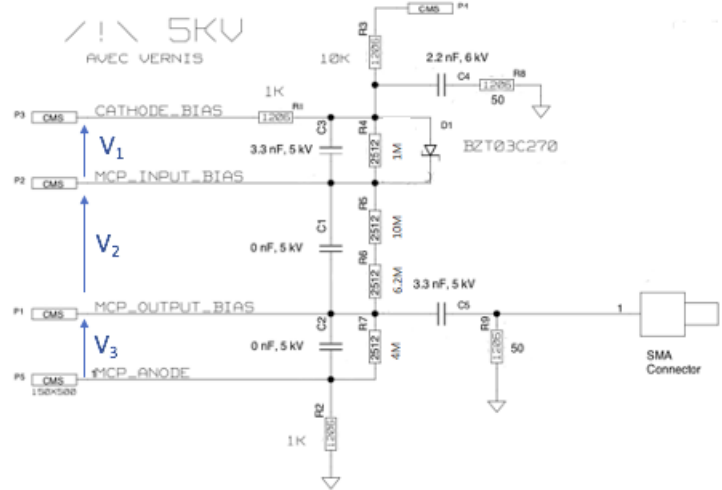 /!\ 5KV
AVEC VERNIS
CMS P4
R3
1206
10K
2.2 nF, 6 kV
C4
R8
1206
50
1K
P3 CMS CATHODE_BIAS
1206 R1
V1
C3
3.3 nF, 5 kV
R4
2512
1M
D1
BZT03C270
P2 CMS MCP_INPUT_BIAS
V2
C1
0 nF, 5 kV
R5
2512
10M
R6
2512
6.2M
3.3 nF, 5 kV
C5
P1 CMS MCP_OUTPUT_BIAS
V3
C2
0 nF, 5 kV
R7
2512
4M
R9
1206
50
1
SMA
Connector
P5 CMS 1 MCP_ANODE
150X500
R2
1206
1K